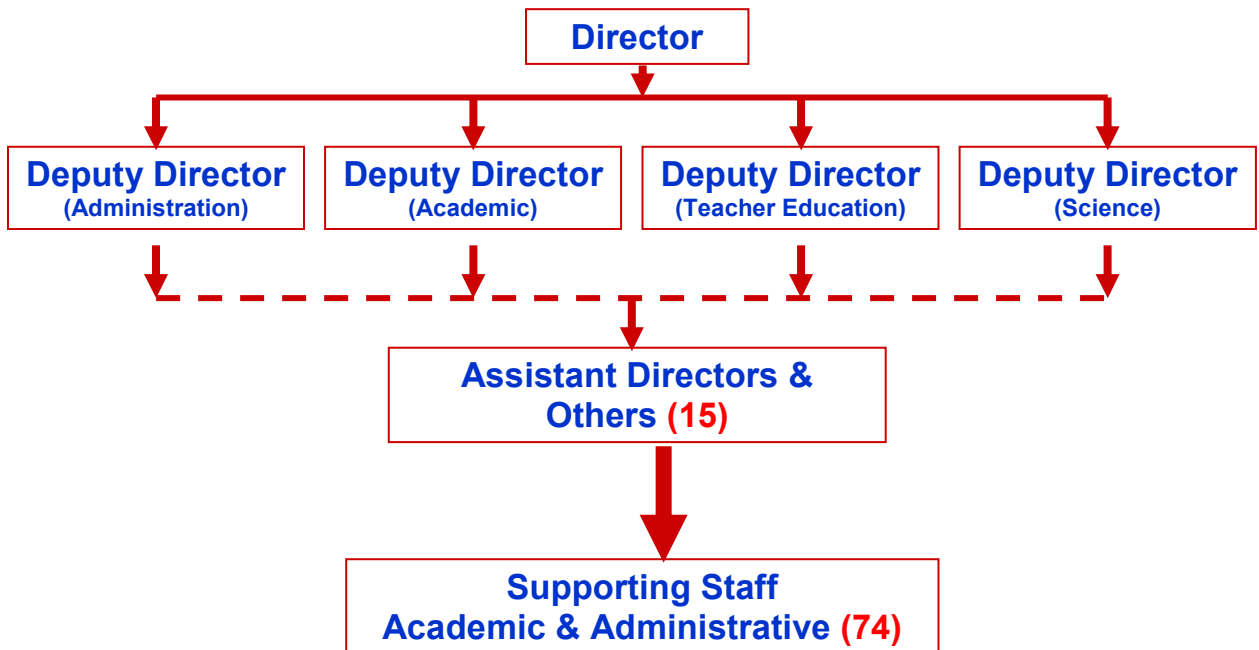 Director
Deputy Director
(Administration)
Deputy Director
(Academic)
Deputy Director
(Teacher Education)
Deputy Director
(Science)
Assistant Directors &
Others (15)
Supporting Staff
Academic & Administrative (74)